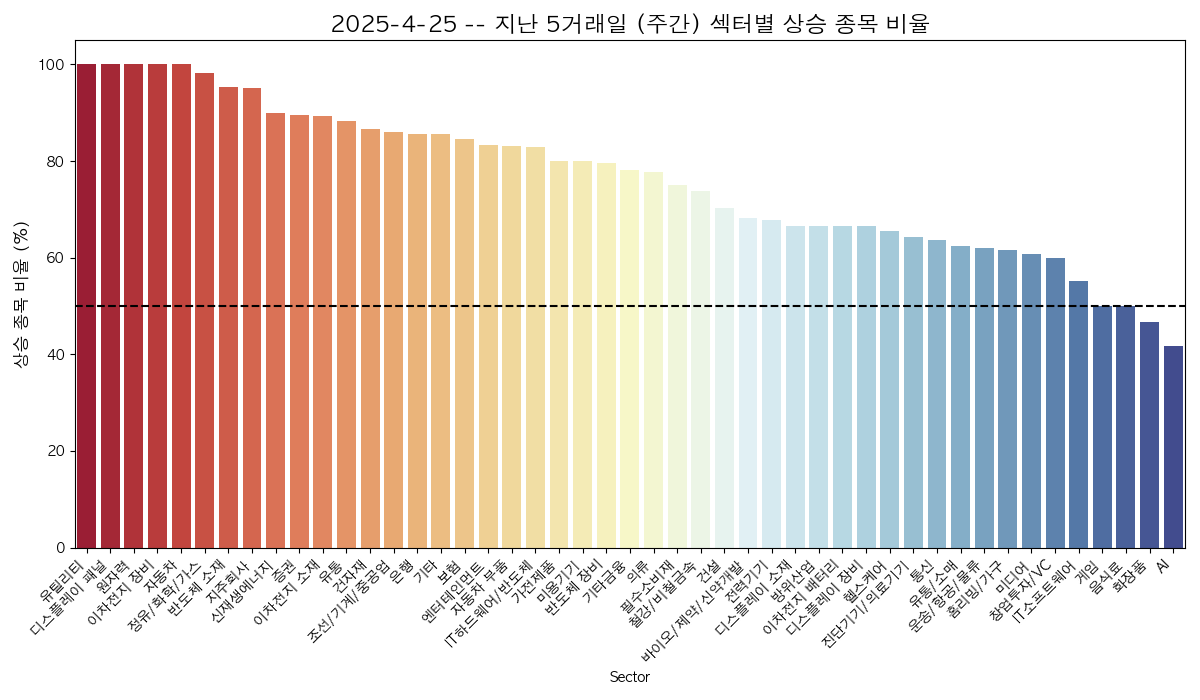 2025-4-25 -- 지난 5거래일 (주간) 섹터별 상승 종목 비율
상승 종목 비율 (%)
100
80
60
40
20
0
유틸리티
디스플레이 패널
원자력
이차전지 장비
자동차
정유/화학/가스
반도체 소재
지주회사
신재생에너지
증권
이차전지 소재
유통
건자재
조선/기계/중공업
은행
기타
보험
엔터테인먼트
자동차 부품
IT하드웨어/반도체
가전제품
미용기기
반도체 장비
기타금융
의류
필수소비재
철강/비철금속
건설
바이오/제약/신약개발
전력기기
디스플레이 소재
방위산업
이차전지 배터리
디스플레이 장비
헬스케어
진단기기/의료기기
통신
유통/소매
운송/항공/물류
홈리빙/가구
미디어
창업투자/VC
IT소프트웨어
게임
음식료
화장품
AI
Sector